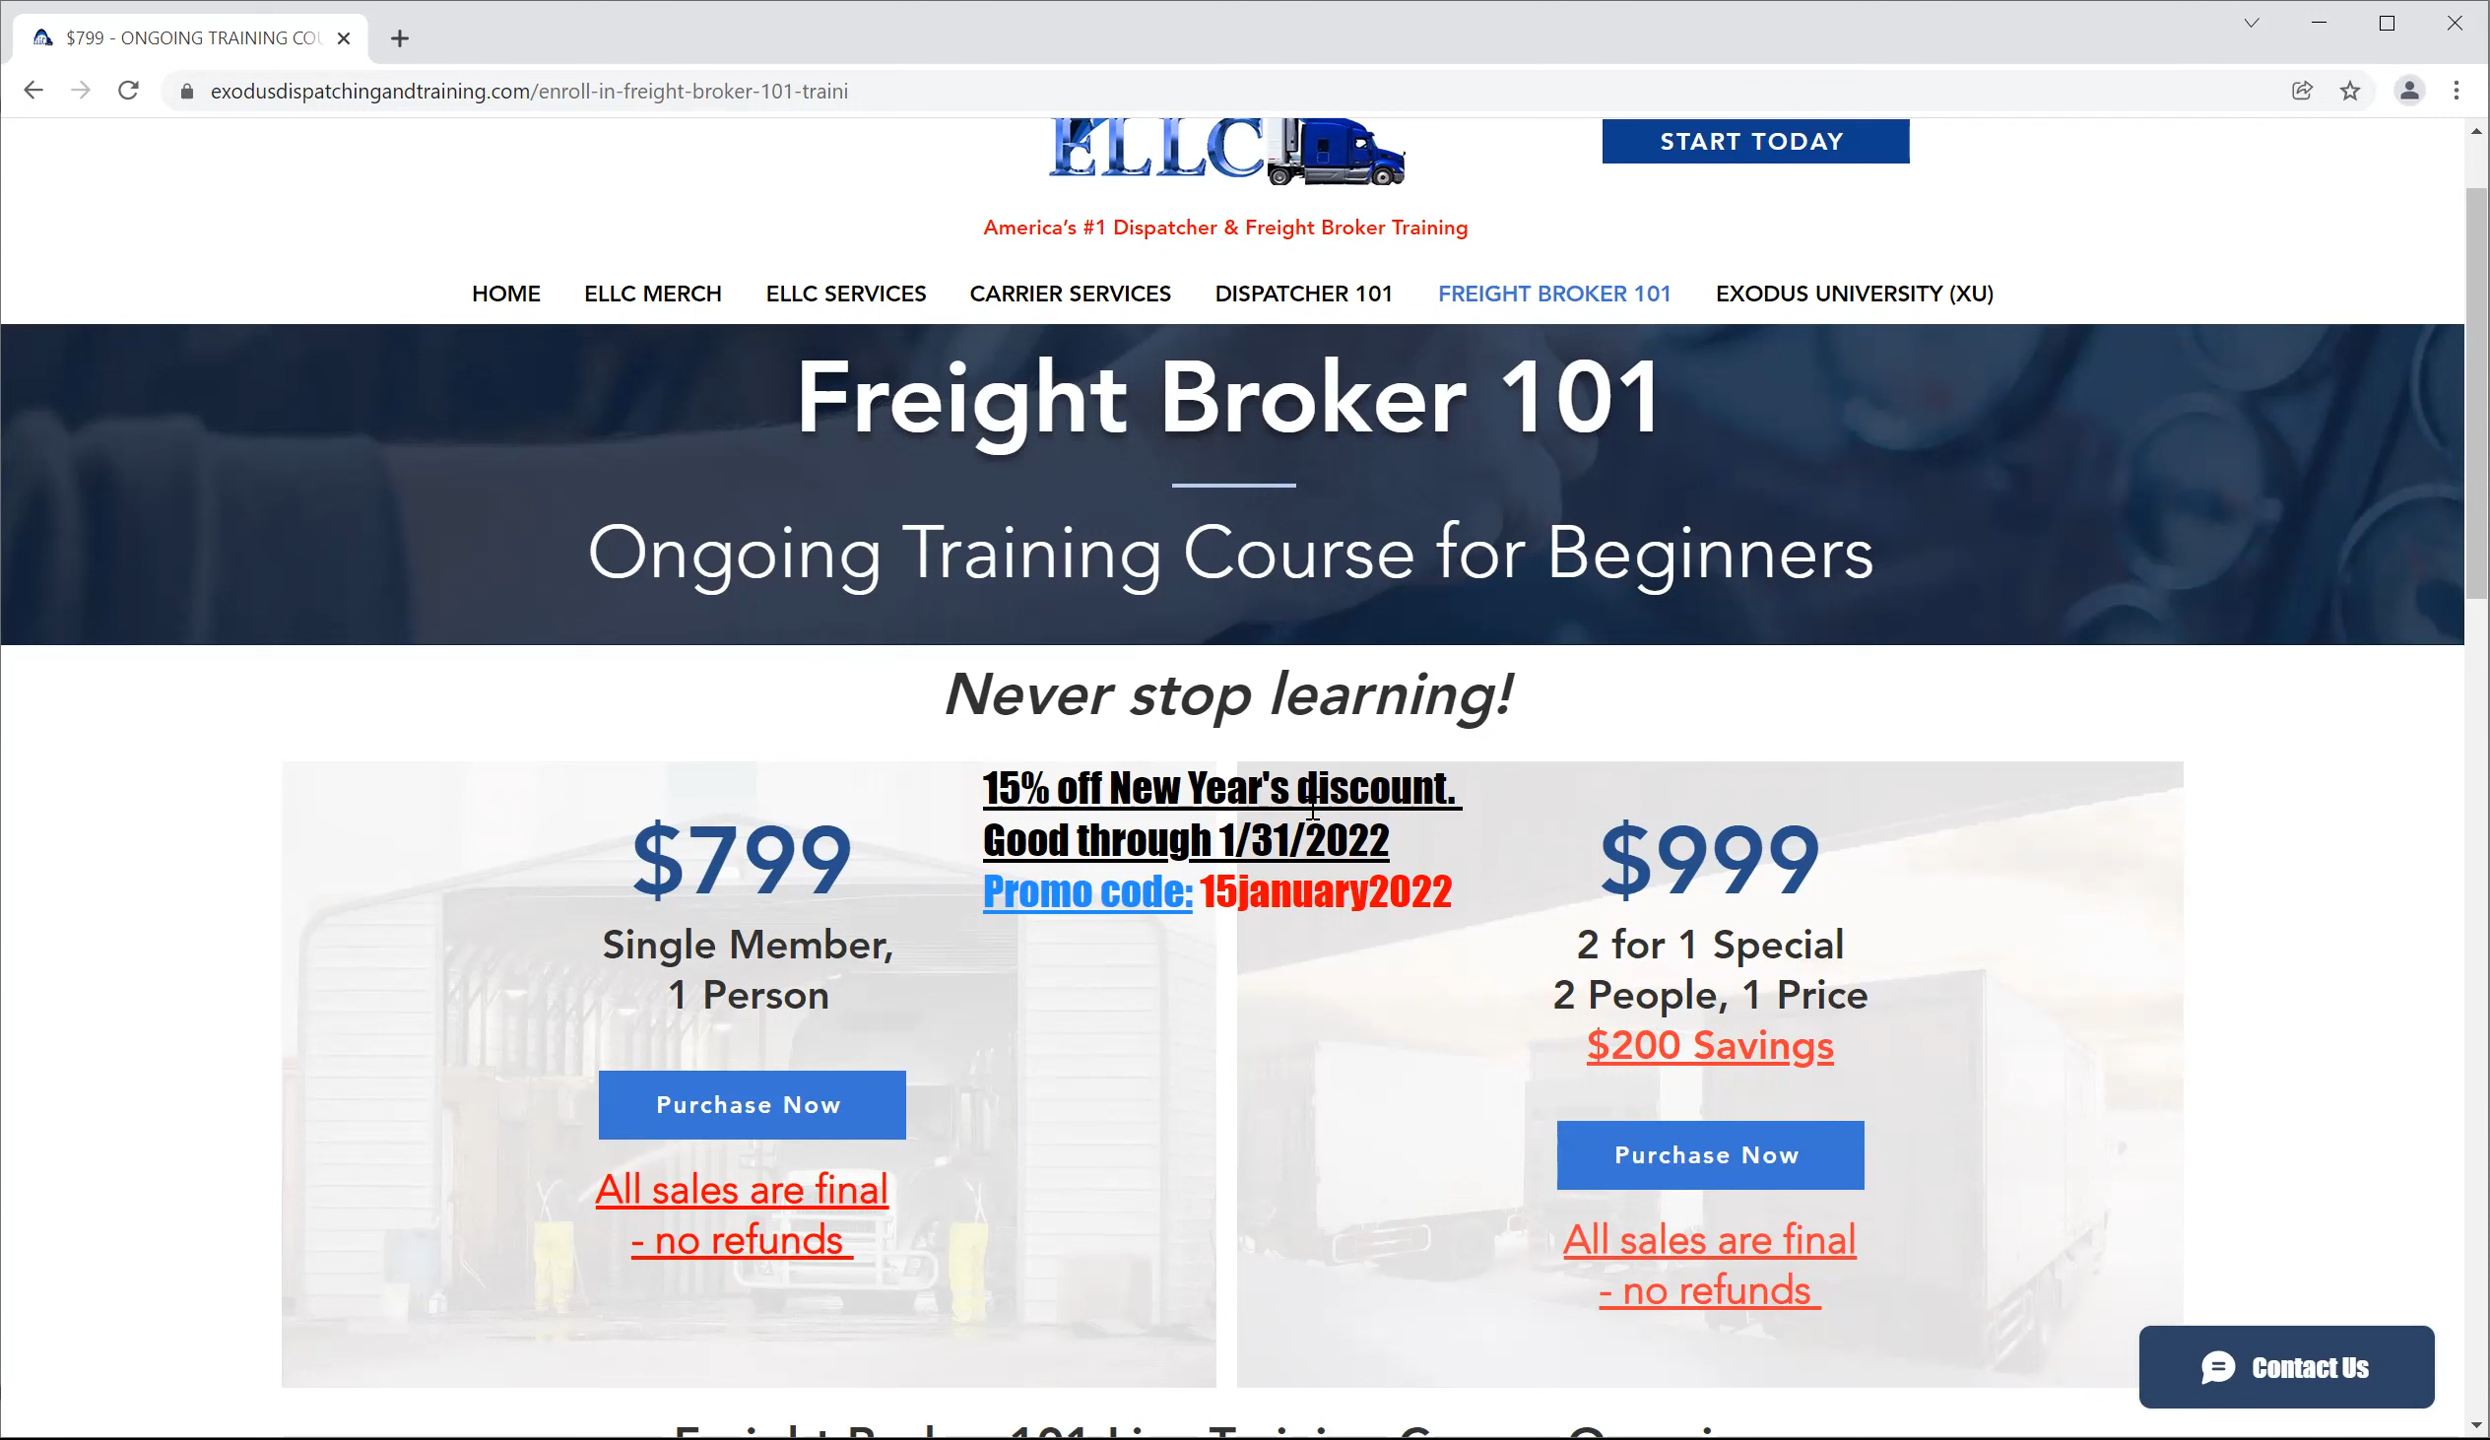 $799 - ONGOING TRAINING COU
exodusdispatchingandtraining.com/enroll-in-freight-broker-101-traini
ELLC
START TODAY
America's #1 Dispatcher & Freight Broker Training
HOME ELLC MERCH ELLC SERVICES CARRIER SERVICES DISPATCHER 101 FREIGHT BROKER 101 EXODUS UNIVERSITY (XU)
Freight Broker 101
Ongoing Training Course for Beginners
Never stop learning!
15% off New Year's discount.
Good through 1/31/2022
Promo code: 15january2022
$799
Single Member,
1 Person
Purchase Now
All sales are final
- no refunds
$999
2 for 1 Special
2 People, 1 Price
$200 Savings
Purchase Now
All sales are final
- no refunds
Contact Us